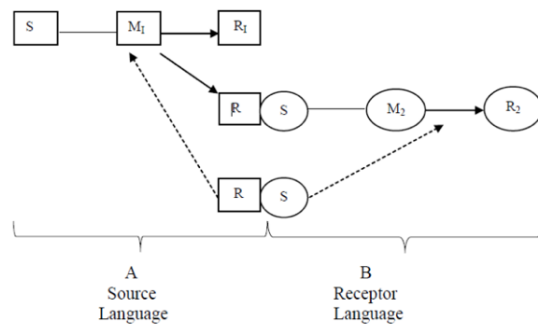 S M₁ R₁
R S M₂ R₂
R S
A B
Source Receptor
Language Language